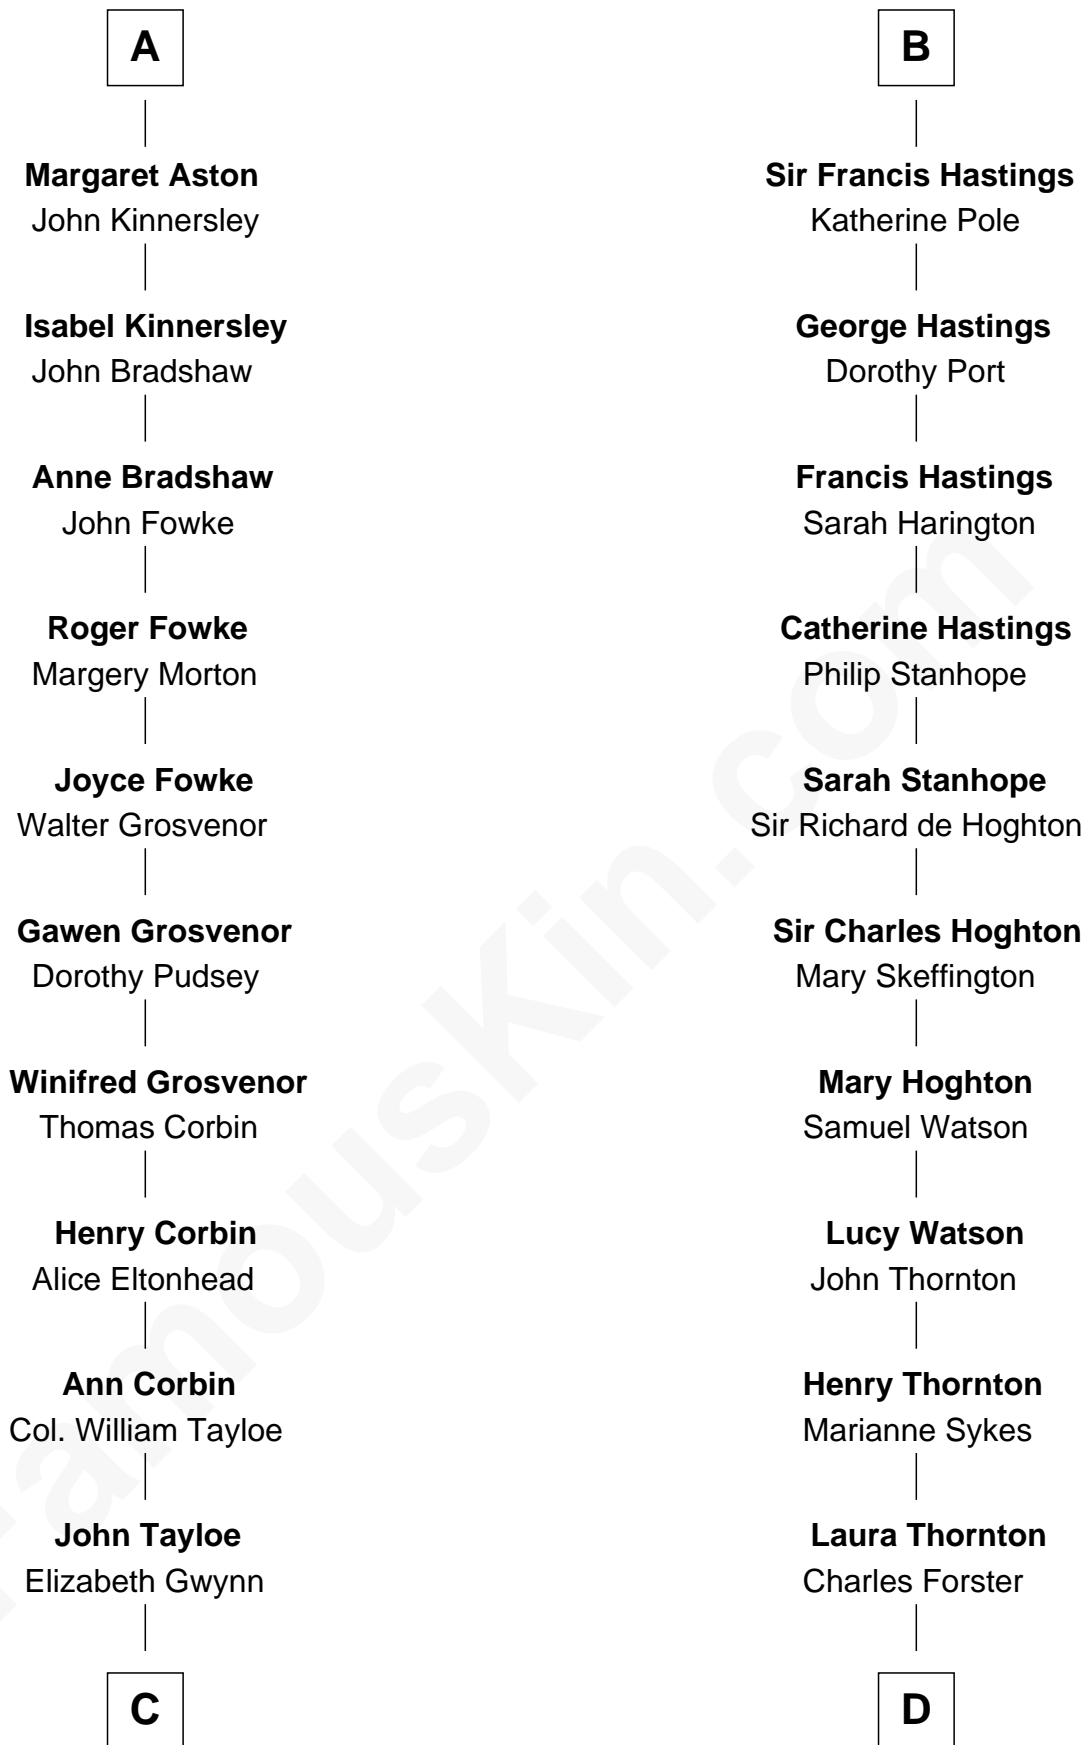 A
Margaret Aston
John Kinnersley
Isabel Kinnersley
John Bradshaw
Anne Bradshaw
John Fowke
Roger Fowke
Margery Morton
Joyce Fowke
Walter Grosvenor
Gawen Grosvenor
Dorothy Pudsey
Winifred Grosvenor
Thomas Corbin
Henry Corbin
Alice Eltonhead
Ann Corbin
Col. William Tayloe
John Tayloe
Elizabeth Gwynn
C
B
Sir Francis Hastings
Katherine Pole
George Hastings
Dorothy Port
Francis Hastings
Sarah Harington
Catherine Hastings
Philip Stanhope
Sarah Stanhope
Sir Richard de Hoghton
Sir Charles Hoghton
Mary Skeffington
Mary Hoghton
Samuel Watson
Lucy Watson
John Thornton
Henry Thornton
Marianne Sykes
Laura Thornton
Charles Forster
D
FamousKin.com